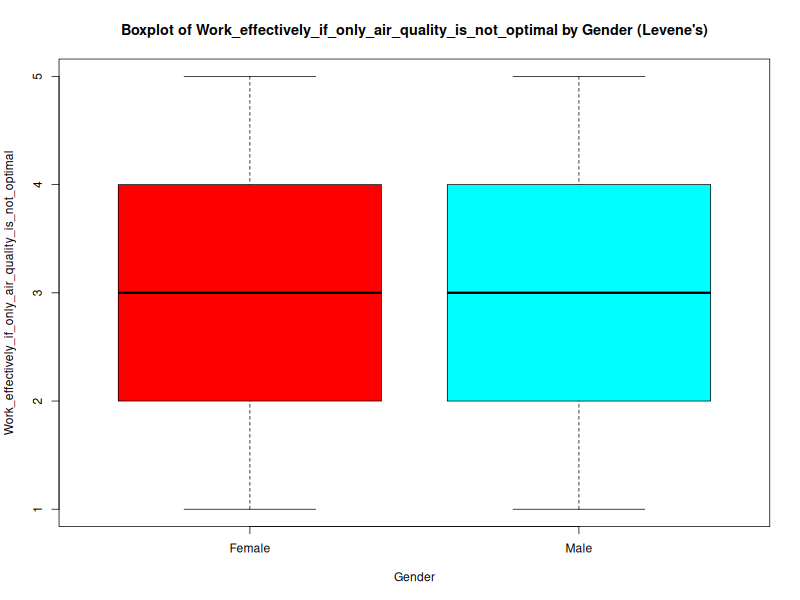 Boxplot of Work_effectively_if_only_air_quality_is_not_optimal by Gender (Levene's)
Work_effectively_if_only_air_quality_is_not_optimal
5
4
3
2
1
Female Male
Gender